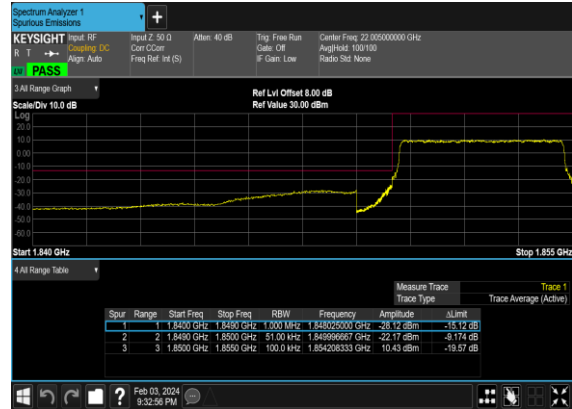 Spectrum Analyzer 1
Spurious Emissions
+
KEYSIGHT Input: RF Input Z: 50 Ω Atten: 40 dB Trig: Free Run Center Freq: 22.005000000 GHz
R T Coupling: DC Corr CCorr Gate: Off Avg|Hold: 100/100
Align: Auto Freq Ref: Int (S) IF Gain: Low Radio Std: None
LM PASS
3 All Range Graph
Ref Lvl Offset 8.00 dB
Scale/Div 10.0 dB Ref Value 30.00 dBm
Log
20.0
10.0
0.00
-10.0
-20.0
-30.0
-40.0
-50.0
-60.0
Start 1.840 GHz Stop 1.855 GHz
4 All Range Table
Measure Trace Trace 1
Trace Type Trace Average (Active)
Spur Range Start Freq Stop Freq RBW Frequency Amplitude ΔLimit
1 1 1.8400 GHz 1.8490 GHz 1.000 MHz 1.848025000 GHz -28.12 dBm -15.12 dB
2 2 1.8490 GHz 1.8500 GHz 51.00 kHz 1.849996667 GHz -22.17 dBm -9.174 dB
3 3 1.8500 GHz 1.8550 GHz 100.0 kHz 1.854208333 GHz 10.43 dBm -19.57 dB
? Feb 03, 2024
9:32:56 PM